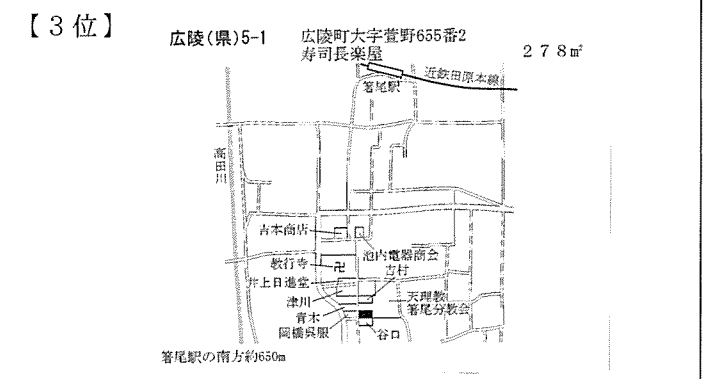 【3位】
広陵(県)5-1 広陵町大字萱野655番2
寿司長楽屋
278㎡
近鉄田原本線
箸尾駅
高田川
吉本商店
池内電器商会
教行寺
卍
吉村
井上日進堂
津川
天理教
箸尾分教会
青木
岡橋呉服
谷口
箸尾駅の南方約650m